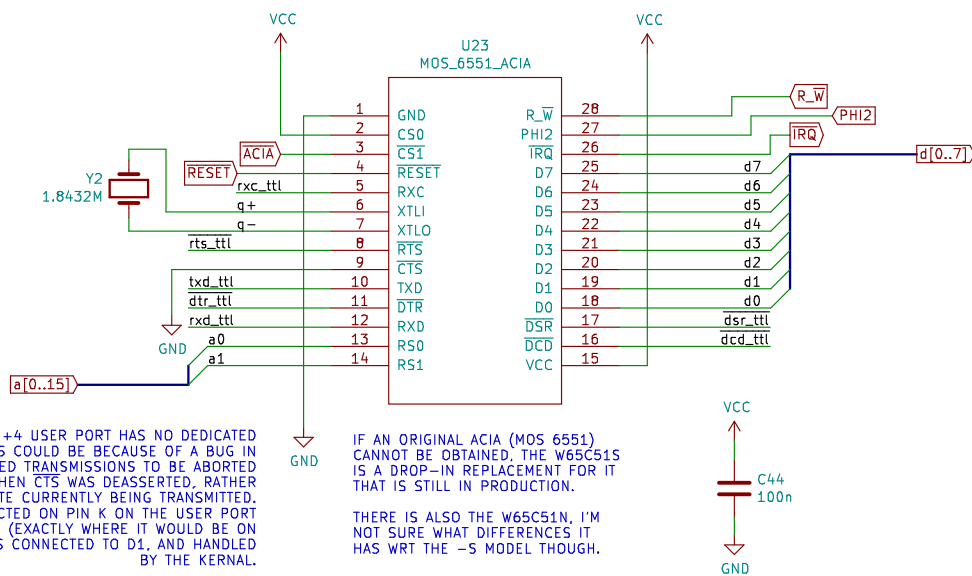 VCC
VCC
U23
MOS_6551_ACIA
1 GND
2 CS0
ACIA 3 CS1
RESET 4 RESET
rxc_ttl 5 RXC
q+ 6 XTLI
q- 7 XTLO
rts_ttl 8 RTS
9 CTS
txd_ttl 10 TXD
dtr_ttl 11 DTR
rxd_ttl 12 RXD
a0 13 RS0
a1 14 RS1
Y2
1.8432M
GND
a[0..15]
GND
R_W 28 R_W
PHI2 27 PHI2
IRQ 26 IRQ
D7 25 d7
D6 24 d6
D5 23 d5
D4 22 d4
D3 21 d3
D2 20 d2
D1 19 d1
D0 18 d0
DSR 17 dsr_ttl
DCD 16 dcd_ttl
VCC 15
d[0..7]
+4 USER PORT HAS NO DEDICATED
S COULD BE BECAUSE OF A BUG IN
ED TRANSMISSIONS TO BE ABORTED
HEN CTS WAS DEASSERTED, RATHER
TE CURRENTLY BEING TRANSMITTED.
CTED ON PIN K ON THE USER PORT
(EXACTLY WHERE IT WOULD BE ON
S CONNECTED TO D1, AND HANDLED
BY THE KERNAL.
IF AN ORIGINAL ACIA (MOS 6551)
CANNOT BE OBTAINED, THE W65C51S
IS A DROP-IN REPLACEMENT FOR IT
THAT IS STILL IN PRODUCTION.
THERE IS ALSO THE W65C51N, I'M
NOT SURE WHAT DIFFERENCES IT
HAS WRT THE -S MODEL THOUGH.
VCC
C44
100n
GND